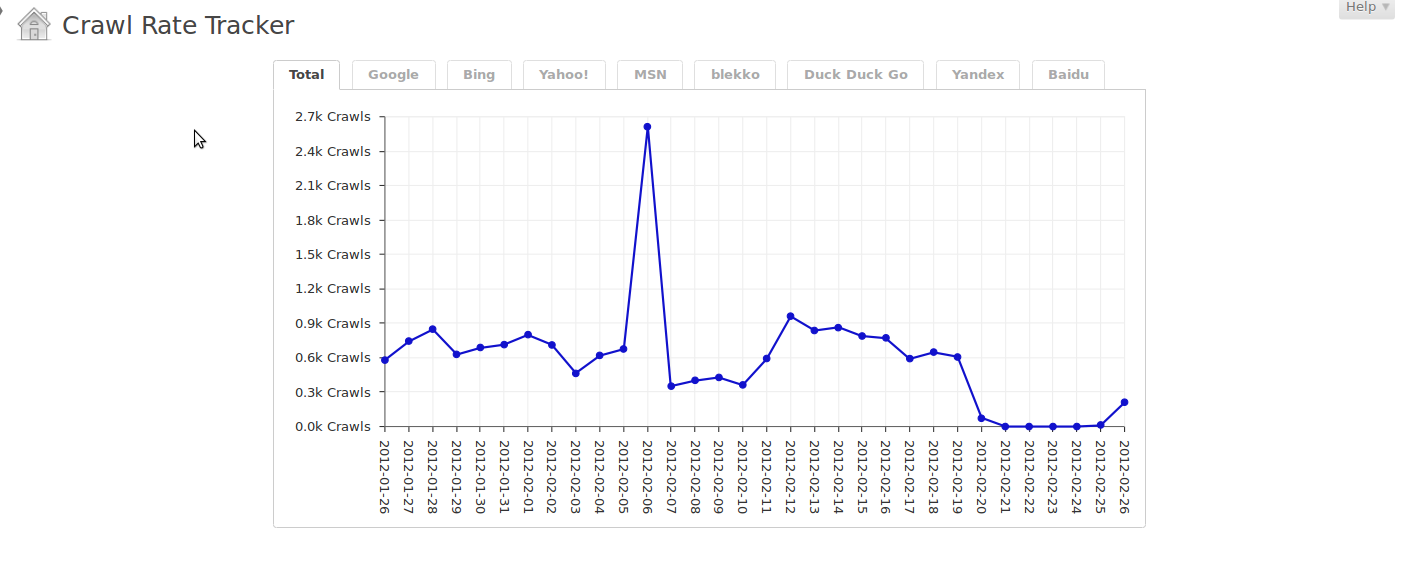 Help
Crawl Rate Tracker
Total Google Bing Yahoo! MSN blekko Duck Duck Go Yandex Baidu
2.7k Crawls
2.4k Crawls
2.1k Crawls
1.8k Crawls
1.5k Crawls
1.2k Crawls
0.9k Crawls
0.6k Crawls
0.3k Crawls
0.0k Crawls
2012-01-26
2012-01-27
2012-01-28
2012-01-29
2012-01-30
2012-01-31
2012-02-01
2012-02-02
2012-02-03
2012-02-04
2012-02-05
2012-02-06
2012-02-07
2012-02-08
2012-02-09
2012-02-10
2012-02-11
2012-02-12
2012-02-13
2012-02-14
2012-02-15
2012-02-16
2012-02-17
2012-02-18
2012-02-19
2012-02-20
2012-02-21
2012-02-22
2012-02-23
2012-02-24
2012-02-25
2012-02-26